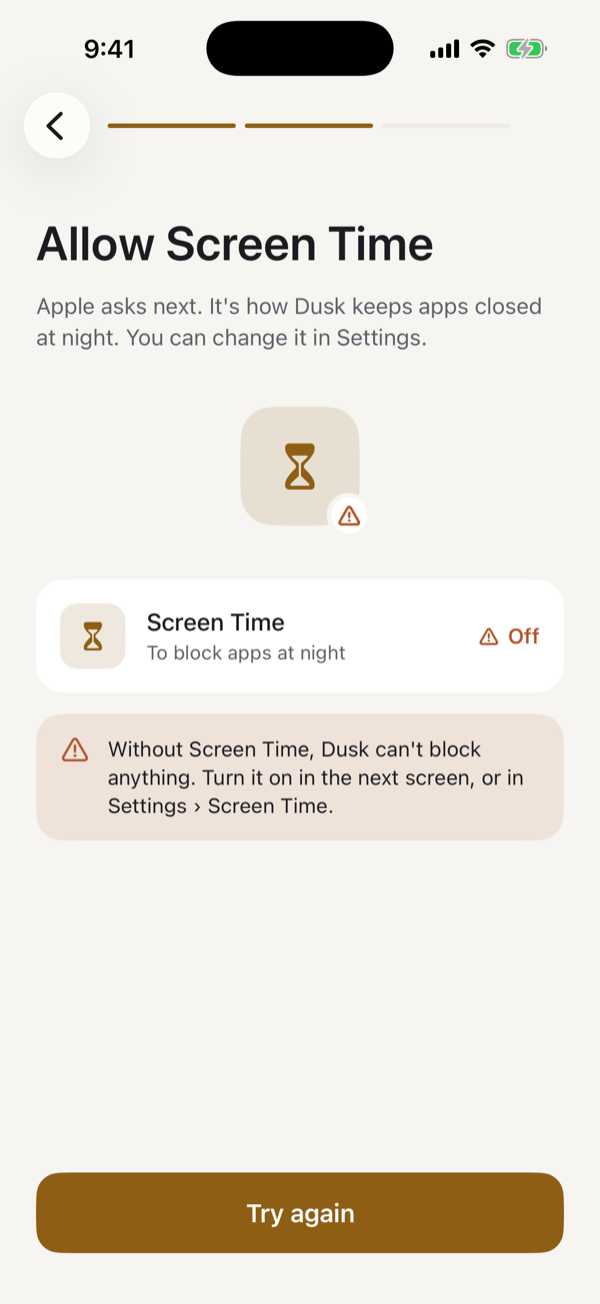 9:41
Allow Screen Time
Apple asks next. It's how Dusk keeps apps closed
at night. You can change it in Settings.
Screen Time
To block apps at night
Off
Without Screen Time, Dusk can't block
anything. Turn it on in the next screen, or in
Settings › Screen Time.
Try again